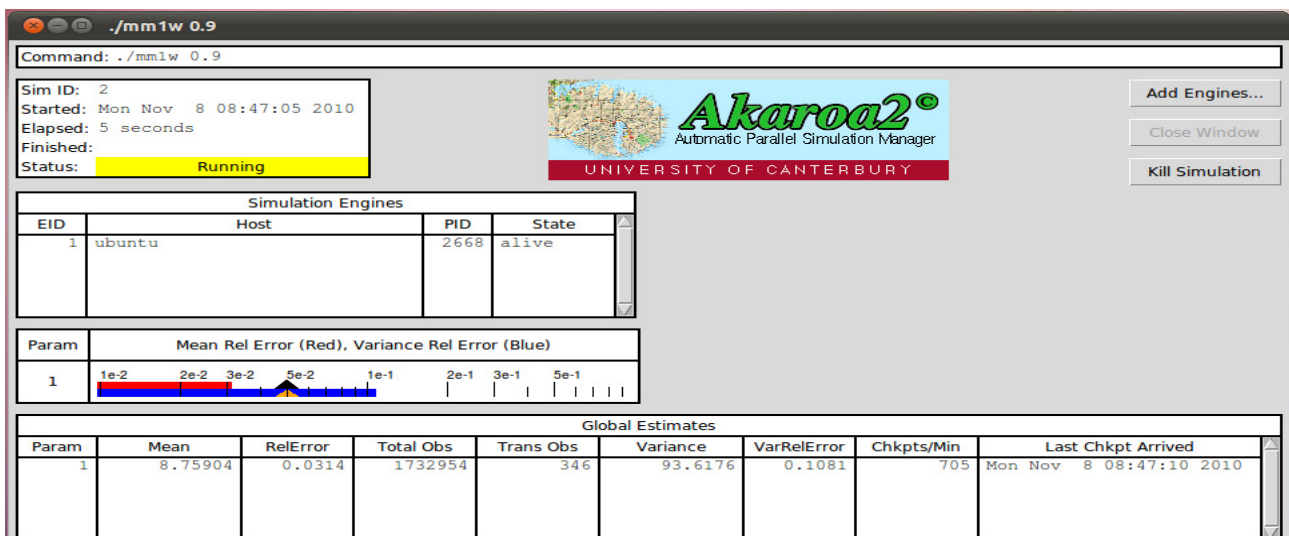 ./mm1w 0.9
Command: ./mm1w 0.9
Sim ID: 2
Started: Mon Nov 8 08:47:05 2010
Elapsed: 5 seconds
Finished:
Status: Running
Akaroa2©
Automatic Parallel Simulation Manager
UNIVERSITY OF CANTERBURY
Add Engines...
Close Window
Kill Simulation
Simulation Engines
EID Host PID State
1 ubuntu 2668 alive
Param Mean Rel Error (Red), Variance Rel Error (Blue)
1 1e-2 2e-2 3e-2 5e-2 1e-1 2e-1 3e-1 5e-1
Global Estimates
Param Mean RelError Total Obs Trans Obs Variance VarRelError Chkpts/Min Last Chkpt Arrived
1 8.75904 0.0314 1732954 346 93.6176 0.1081 705 Mon Nov 8 08:47:10 2010